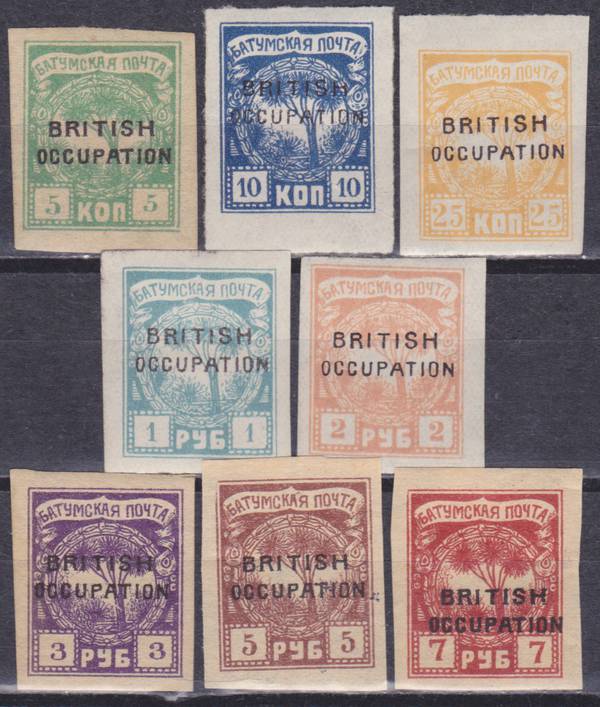 БАТУМСКАЯ ПОЧТА
BRITISH
OCCUPATION
5 КОП 5
БАТУМСКАЯ ПОЧТА
BRITISH
OCCUPATION
10 КОП 10
БАТУМСКАЯ ПОЧТА
BRITISH
OCCUPATION
25 КОП 25
БАТУМСКАЯ ПОЧТА
BRITISH
OCCUPATION
1 РУБ 1
БАТУМСКАЯ ПОЧТА
BRITISH
OCCUPATION
2 РУБ 2
БАТУМСКАЯ ПОЧТА
BRITISH
OCCUPATION
3 РУБ 3
БАТУМСКАЯ ПОЧТА
BRITISH
OCCUPATION
5 РУБ 5
БАТУМСКАЯ ПОЧТА
BRITISH
OCCUPATION
7 РУБ 7